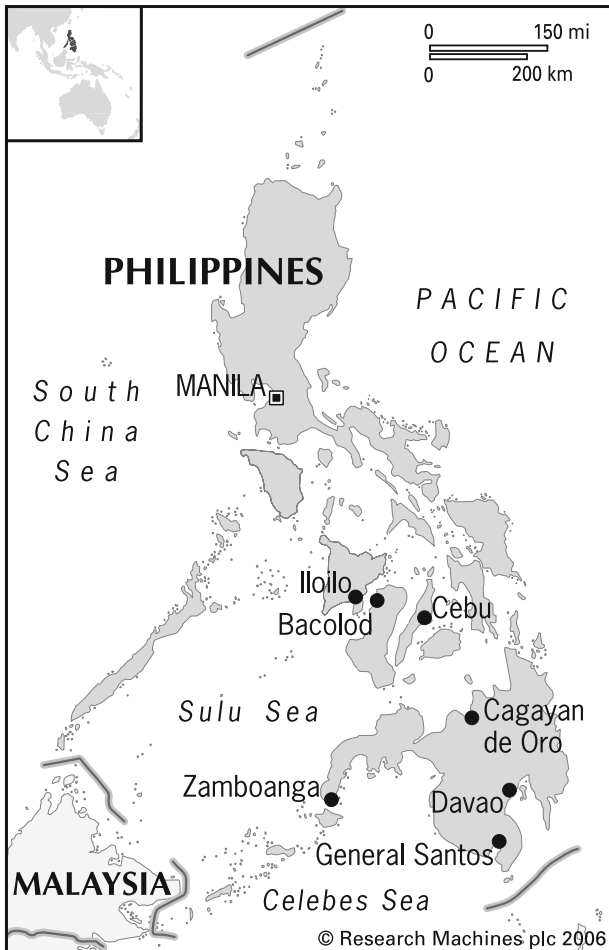 0 150 mi
0 200 km
PHILIPPINES
PACIFIC
OCEAN
MANILA
South
China
Sea
Iloilo
Bacolod
Cebu
Sulu Sea
Cagayan
de Oro
Zamboanga
Davao
General Santos
MALAYSIA
Celebes Sea
© Research Machines plc 2006